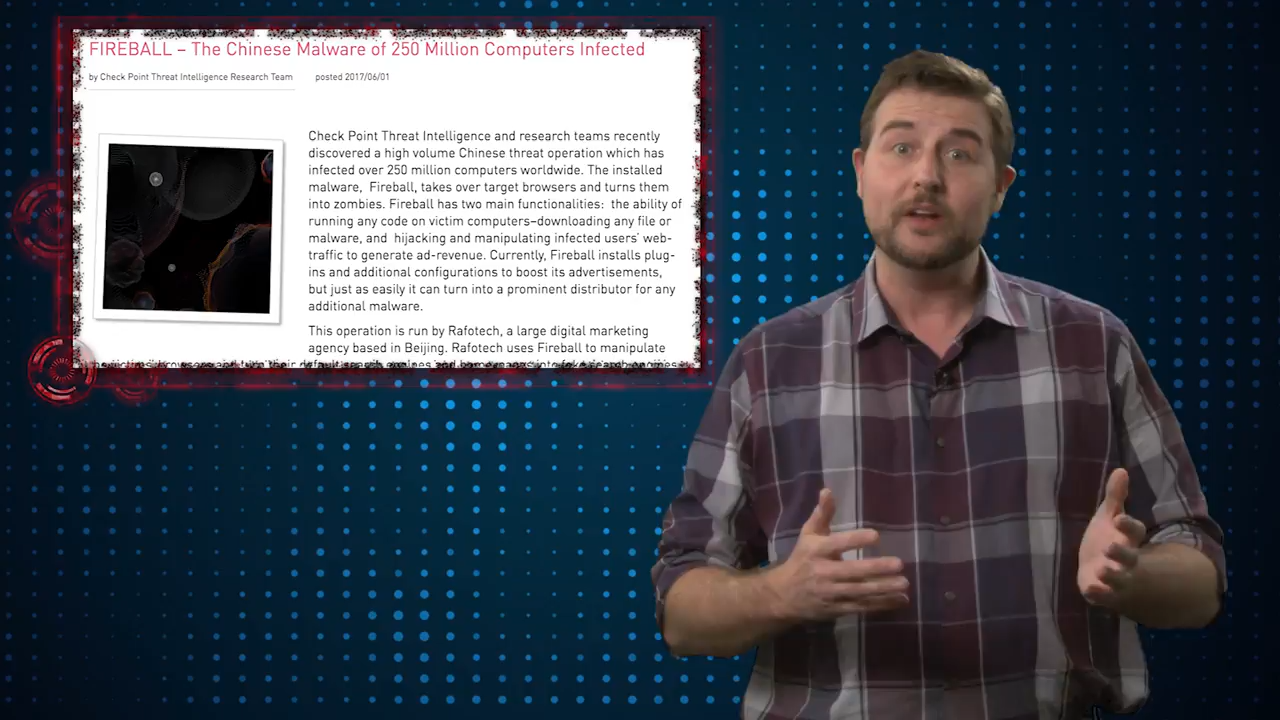 FIREBALL – The Chinese Malware of 250 Million Computers Infected
by Check Point Threat Intelligence Research Team posted 2017/06/01
Check Point Threat Intelligence and research teams recently
discovered a high volume Chinese threat operation which has
infected over 250 million computers worldwide. The installed
malware, Fireball, takes over target browsers and turns them
into zombies. Fireball has two main functionalities: the ability of
running any code on victim computers–downloading any file or
malware, and hijacking and manipulating infected users' web-
traffic to generate ad-revenue. Currently, Fireball installs plug-
ins and additional configurations to boost its advertisements,
but just as easily it can turn into a prominent distributor for any
additional malware.
This operation is run by Rafotech, a large digital marketing
agency based in Beijing. Rafotech uses Fireball to manipulate